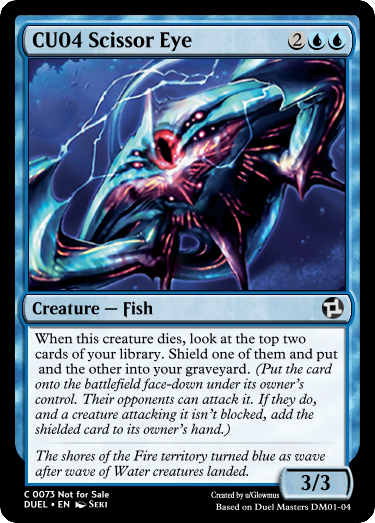 CU04 Scissor Eye 2
Creature — Fish
When this creature dies, look at the top two
cards of your library. Shield one of them and put
and the other into your graveyard. (Put the card
onto the battlefield face-down under its owner's
control. Their opponents can attack it. If they do,
and a creature attacking it isn't blocked, add the
shielded card to its owner's hand.)
The shores of the Fire territory turned blue as wave
after wave of Water creatures landed.
3/3
C 0073 Not for Sale
DUEL • EN Seki
Created by u/Glowmus
Based on Duel Masters DM01-04